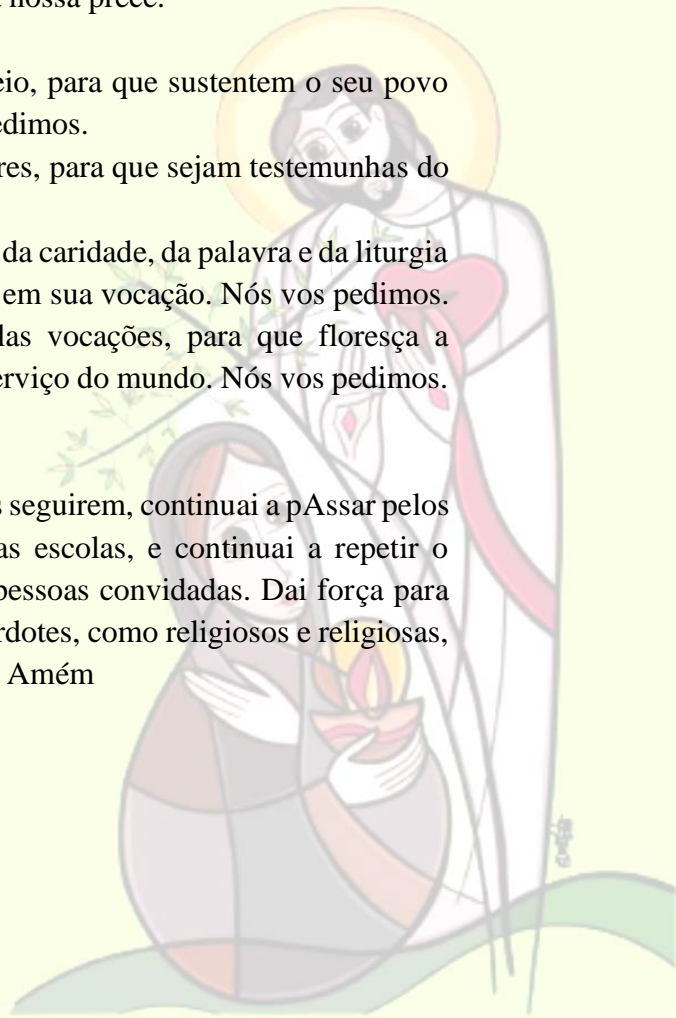 nossa prece.
eio, para que sustentem o seu povo
edimos.
res, para que sejam testemunhas do
da caridade, da palavra e da liturgia
em sua vocação. Nós vos pedimos.
las vocações, para que floresça a
erviço do mundo. Nós vos pedimos.
s seguirem, continuai a pAssar pelos
as escolas, e continuai a repetir o
pessoas convidadas. Dai força para
rdotes, como religiosos e religiosas,
Amém